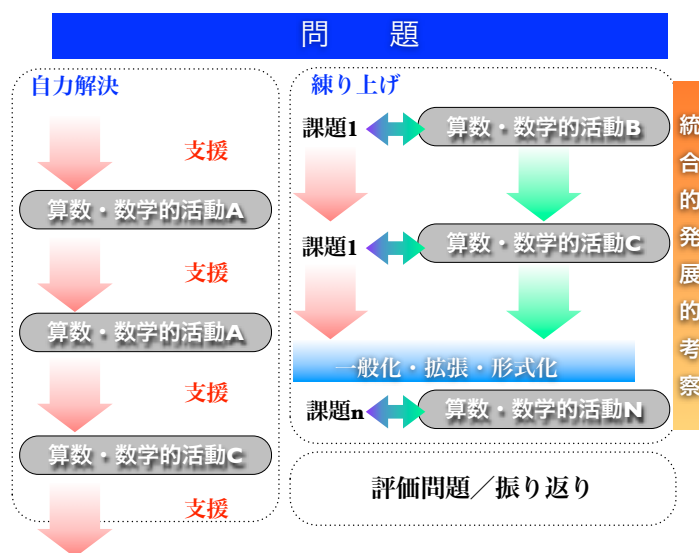 問　　題
自力解決
支援
算数・数学的活動A
支援
算数・数学的活動A
支援
算数・数学的活動C
支援
練り上げ
課題1
算数・数学的活動B
課題1
算数・数学的活動C
一般化・拡張・形式化
課題n
算数・数学的活動N
評価問題／振り返り
統合的発展的考察